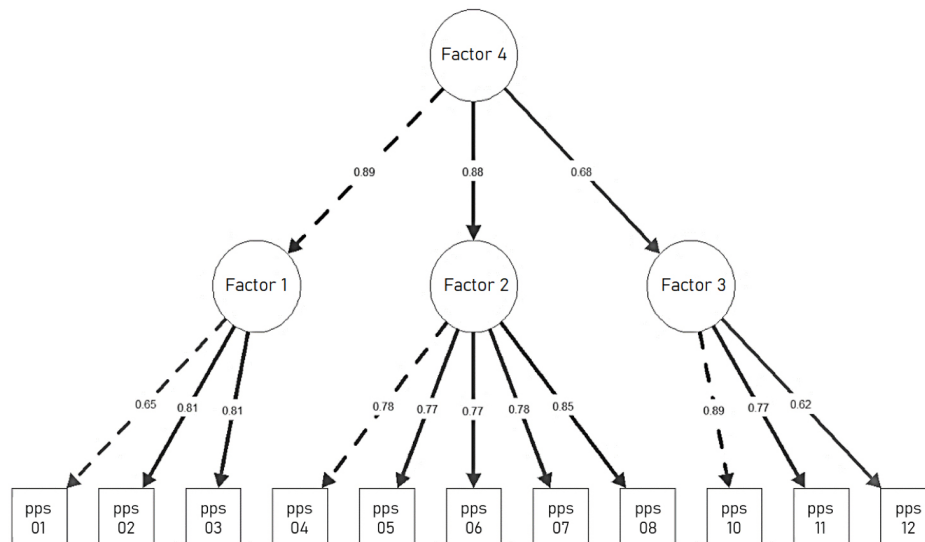 Factor 4
0.89
0.88
0.68
Factor 1
Factor 2
Factor 3
0.65
0.81
0.81
0.78
0.77
0.77
0.78
0.85
0.89
0.77
0.62
pps
01
pps
02
pps
03
pps
04
pps
05
pps
06
pps
07
pps
08
pps
10
pps
11
pps
12